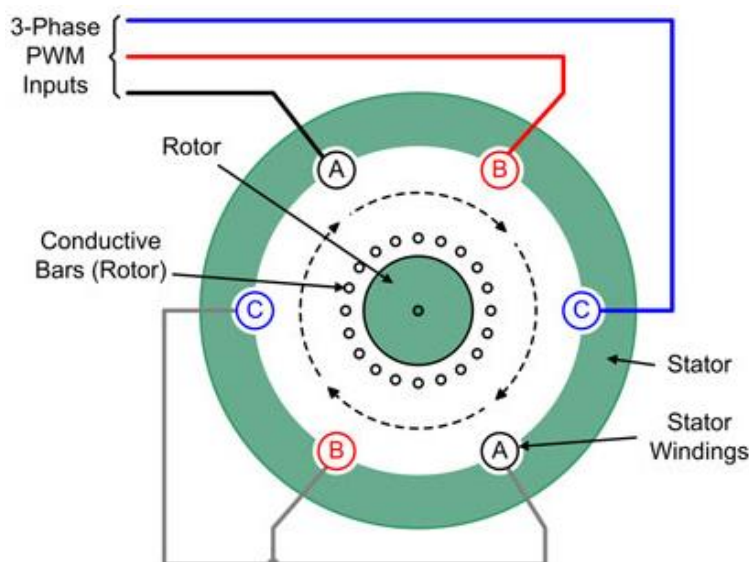 3-Phase
PWM
Inputs
Rotor
A
B
Conductive
Bars (Rotor)
C
C
Stator
B
A
Stator
Windings